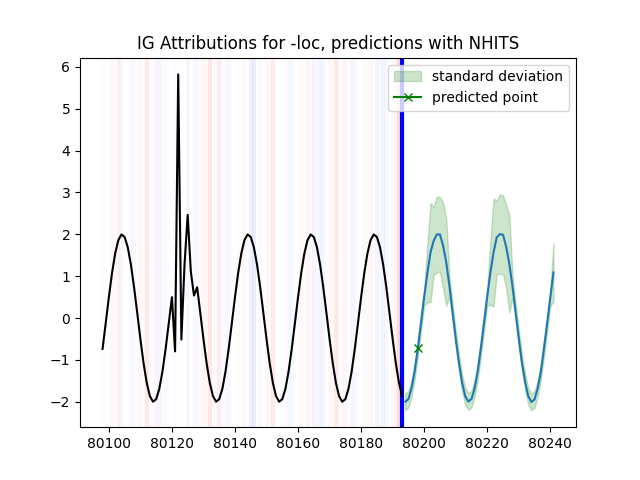 IG Attributions for -loc, predictions with NHITS
standard deviation
predicted point
6
5
4
3
2
1
0
−1
−2
80100 80120 80140 80160 80180 80200 80220 80240